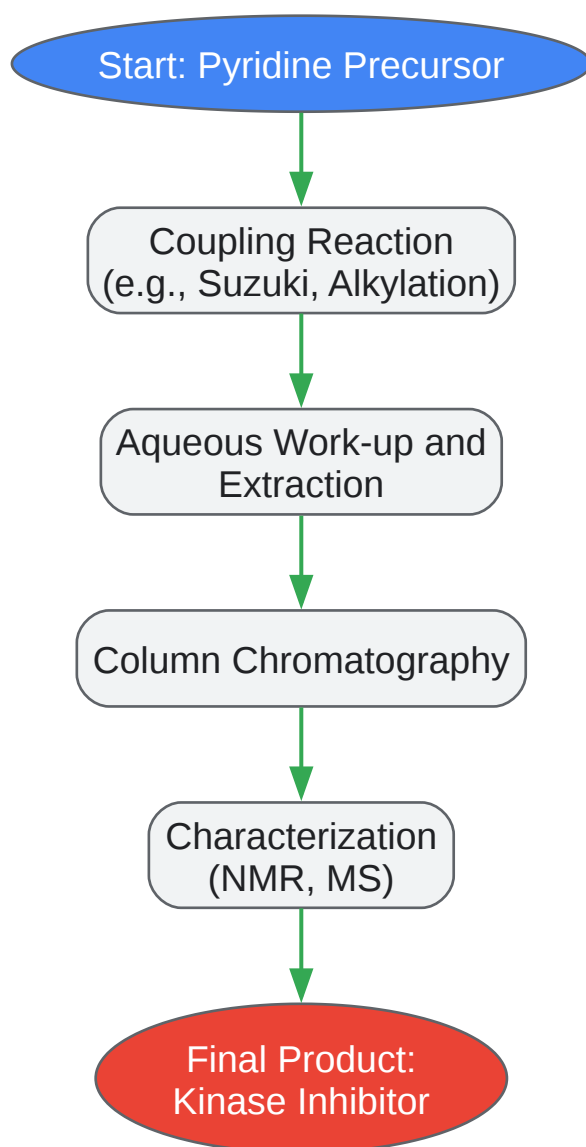 Start: Pyridine Precursor
Coupling Reaction
(e.g., Suzuki, Alkylation)
Aqueous Work-up and
Extraction
Column Chromatography
Characterization
(NMR, MS)
Final Product:
Kinase Inhibitor